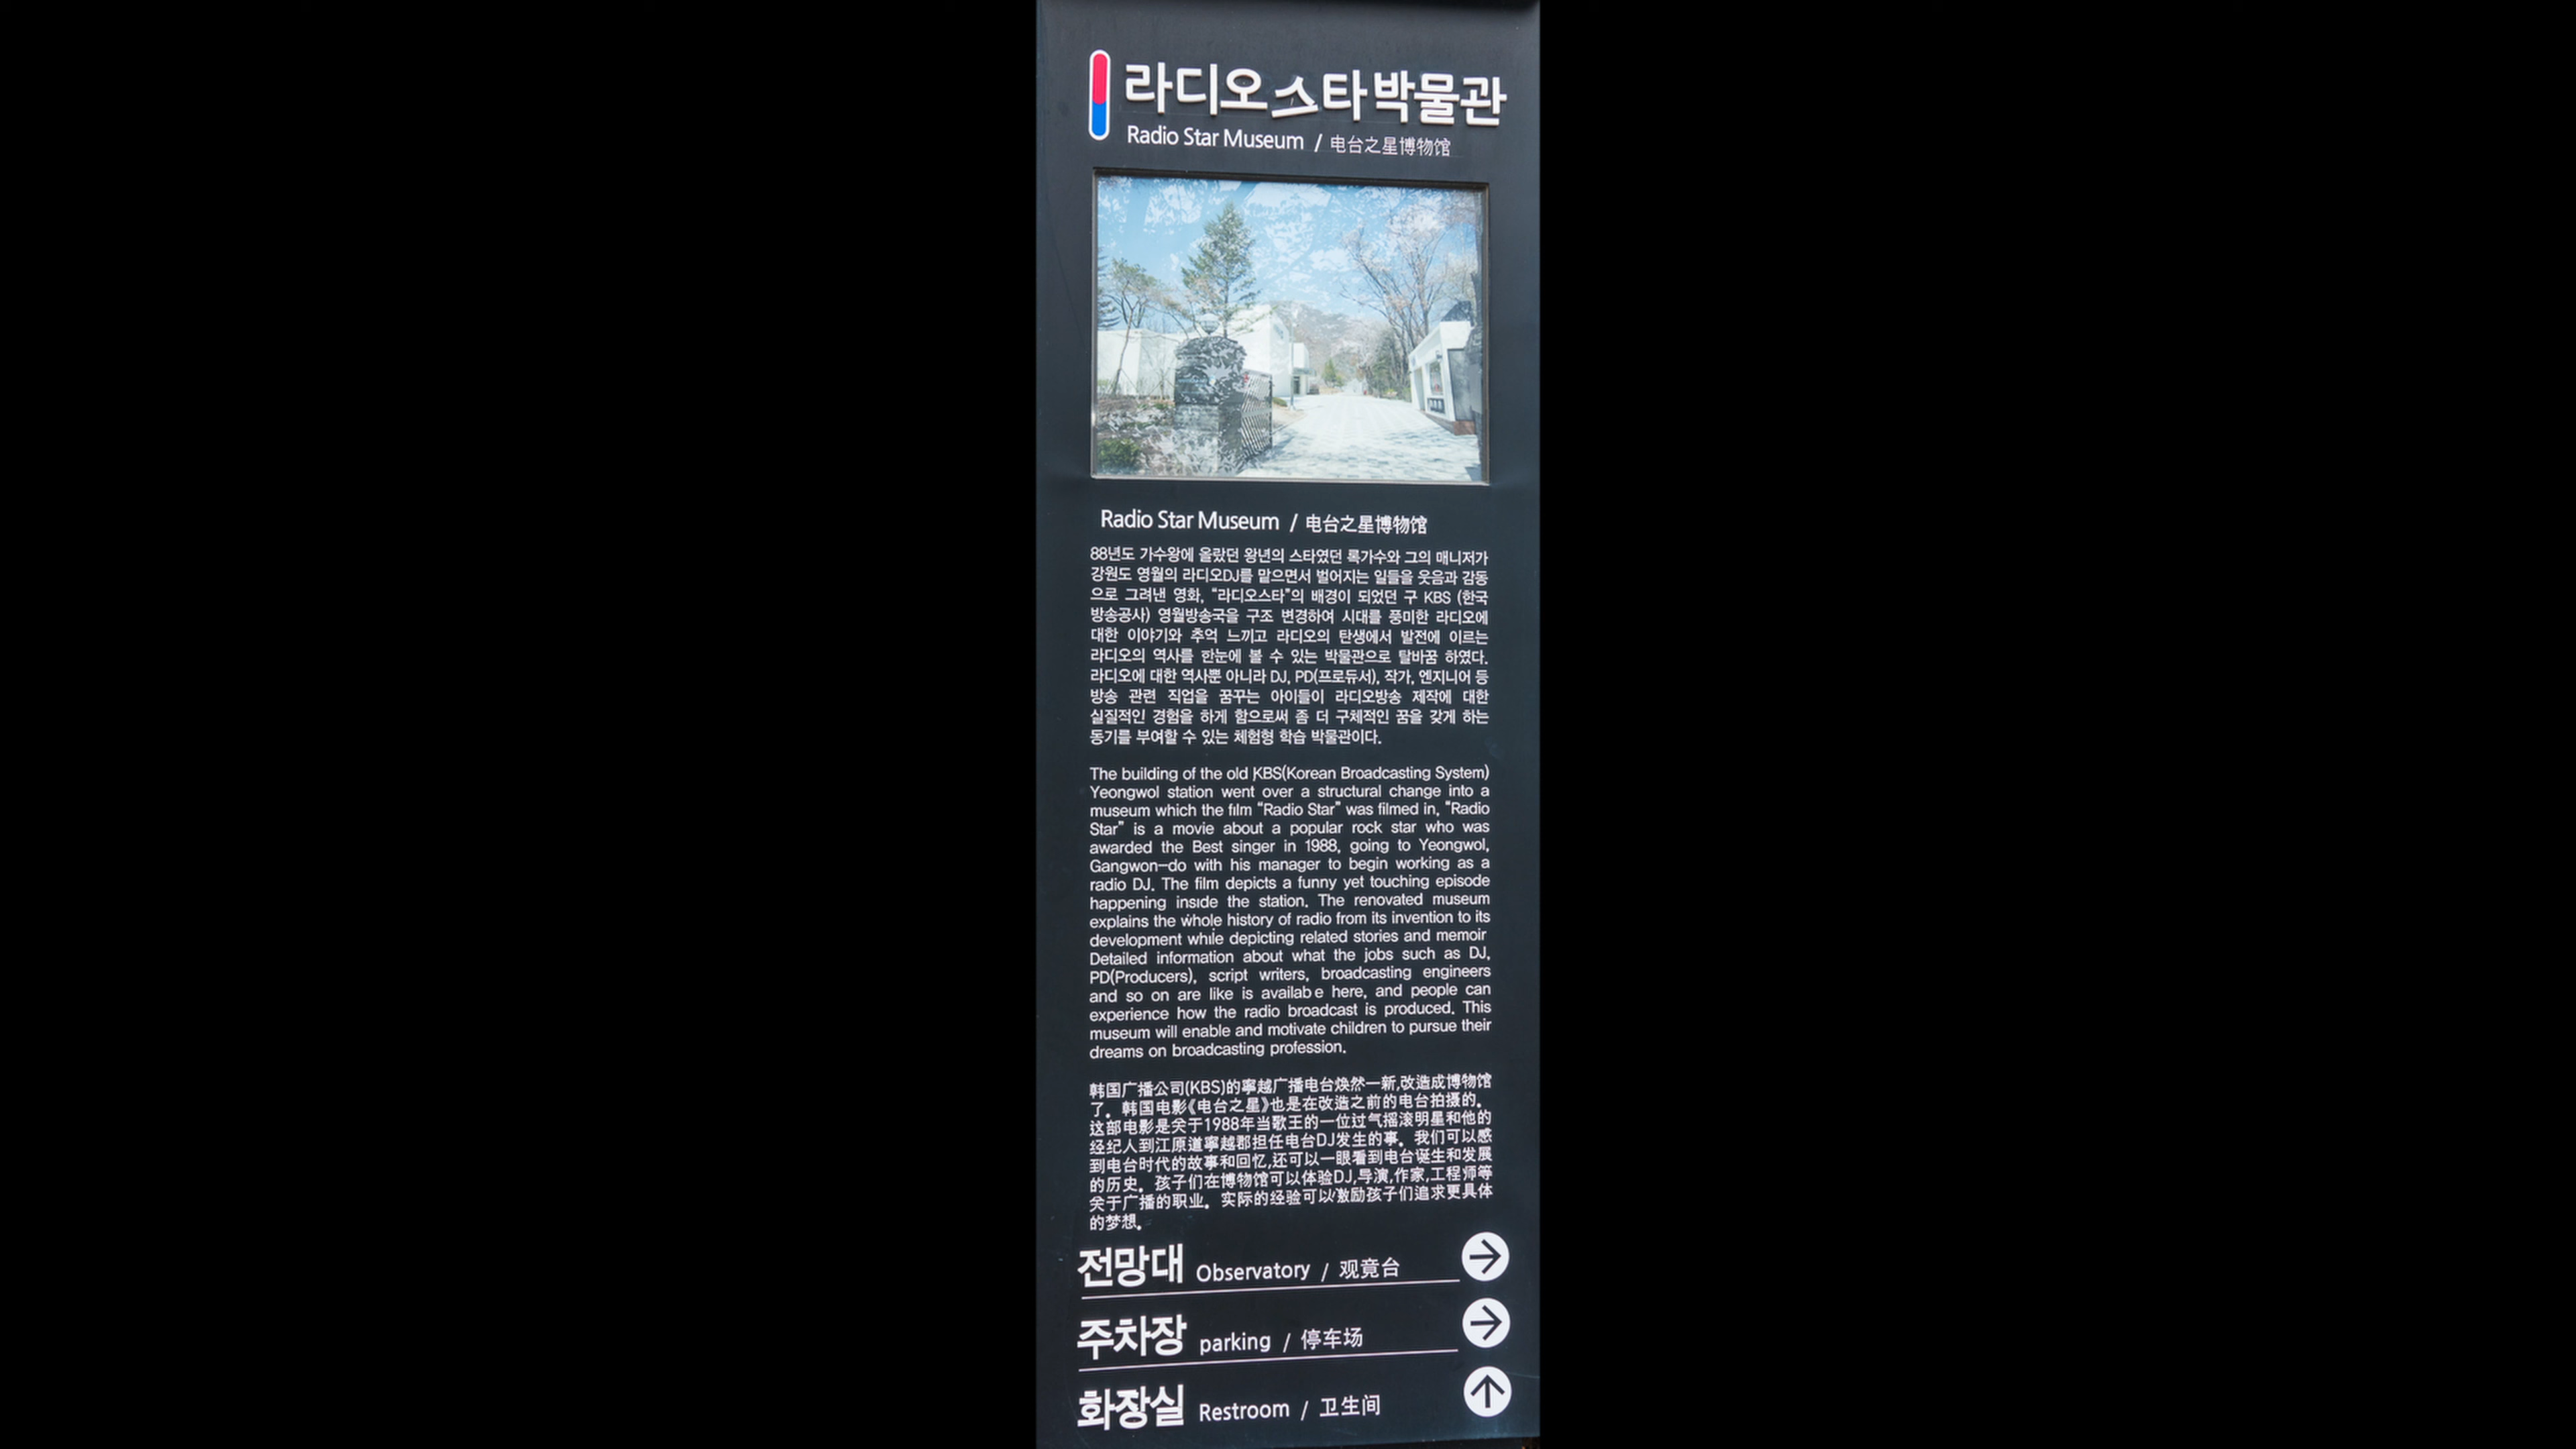 라디오스타박물관
Radio Star Museum / 电台之星博物馆
Radio Star Museum / 电台之星博物馆
88년도 가수왕에 올랐던 왕년의 스타였던 록가수와 그의 매니저가
강원도 영월의 라디오DJ를 맡으면서 벌어지는 일들을 웃음과 감동
으로 그려낸 영화, “라디오스타”의 배경이 되었던 구 KBS (한국
방송공사) 영월방송국을 구조 변경하여 시대를 풍미한 라디오에
대한 이야기와 추억 느끼고 라디오의 탄생에서 발전에 이르는
라디오의 역사를 한눈에 볼 수 있는 박물관으로 탈바꿈 하였다.
라디오에 대한 역사뿐 아니라 DJ, PD(프로듀서), 작가, 엔지니어 등
방송 관련 직업을 꿈꾸는 아이들이 라디오방송 제작에 대한
실질적인 경험을 하게 함으로써 좀 더 구체적인 꿈을 갖게 하는
동기를 부여할 수 있는 체험형 학습 박물관이다.
The building of the old KBS(Korean Broadcasting System)
Yeongwol station went over a structural change into a
museum which the film “Radio Star” was filmed in, “Radio
Star” is a movie about a popular rock star who was
awarded the Best singer in 1988, going to Yeongwol,
Gangwon-do with his manager to begin working as a
radio DJ. The film depicts a funny yet touching episode
happening inside the station. The renovated museum
explains the whole history of radio from its invention to its
development while depicting related stories and memoir
Detailed information about what the jobs such as DJ,
PD(Producers), script writers, broadcasting engineers
and so on are like is availab e here, and people can
experience how the radio broadcast is produced. This
museum will enable and motivate children to pursue their
dreams on broadcasting profession.
韩国广播公司(KBS)的寧越广播电台焕然一新,改造成博物馆
了。韩国电影《电台之星》也是在改造之前的电台拍摄的。
这部电影是关于1988年当歌王的一位过气摇滚明星和他的
经纪人到江原道寧越郡担任电台DJ发生的事。我们可以感
到电台时代的故事和回忆,还可以一眼看到电台诞生和发展
的历史。孩子们在博物馆可以体验DJ,导演,作家,工程师等
关于广播的职业。实际的经验可以激励孩子们追求更具体
的梦想。
전망대 Observatory / 观竟台
주차장 parking / 停车场
화장실 Restroom / 卫生间